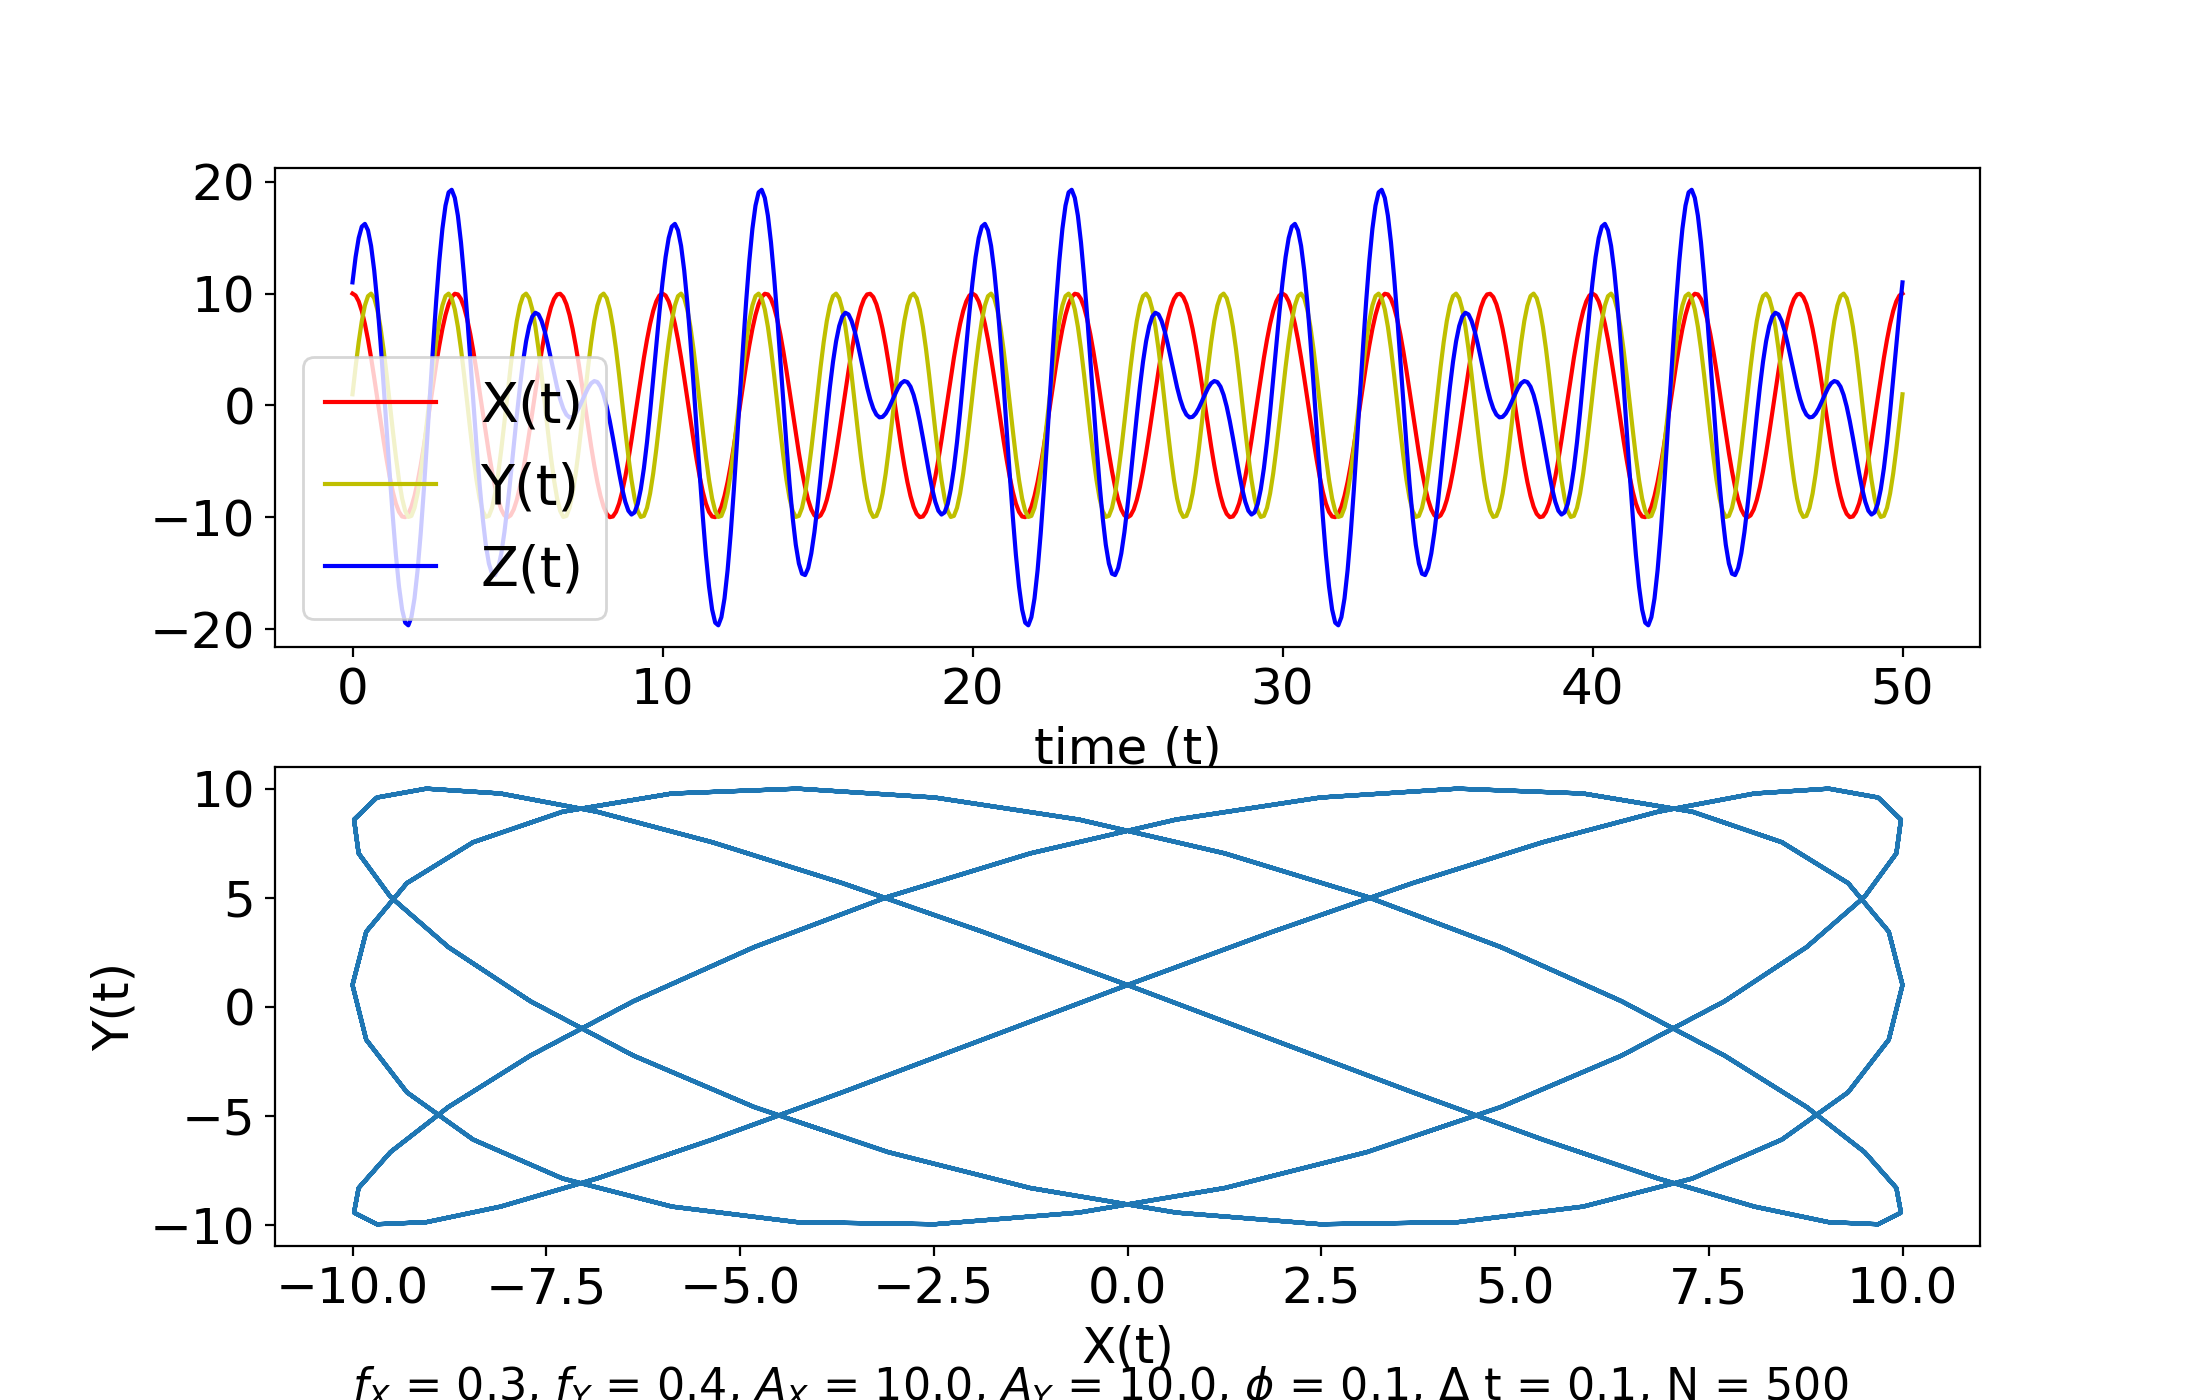 20
10
0
−10
−20
X(t)
Y(t)
Z(t)
0 10 20 30 40 50
time (t)
10
5
0
−5
−10
Y(t)
−10.0 −7.5 −5.0 −2.5 0.0 2.5 5.0 7.5 10.0
X(t)
f_X = 0.3, f_Y = 0.4, A_X = 10.0, A_Y = 10.0, ϕ = 0.1, Δ t = 0.1, N = 500